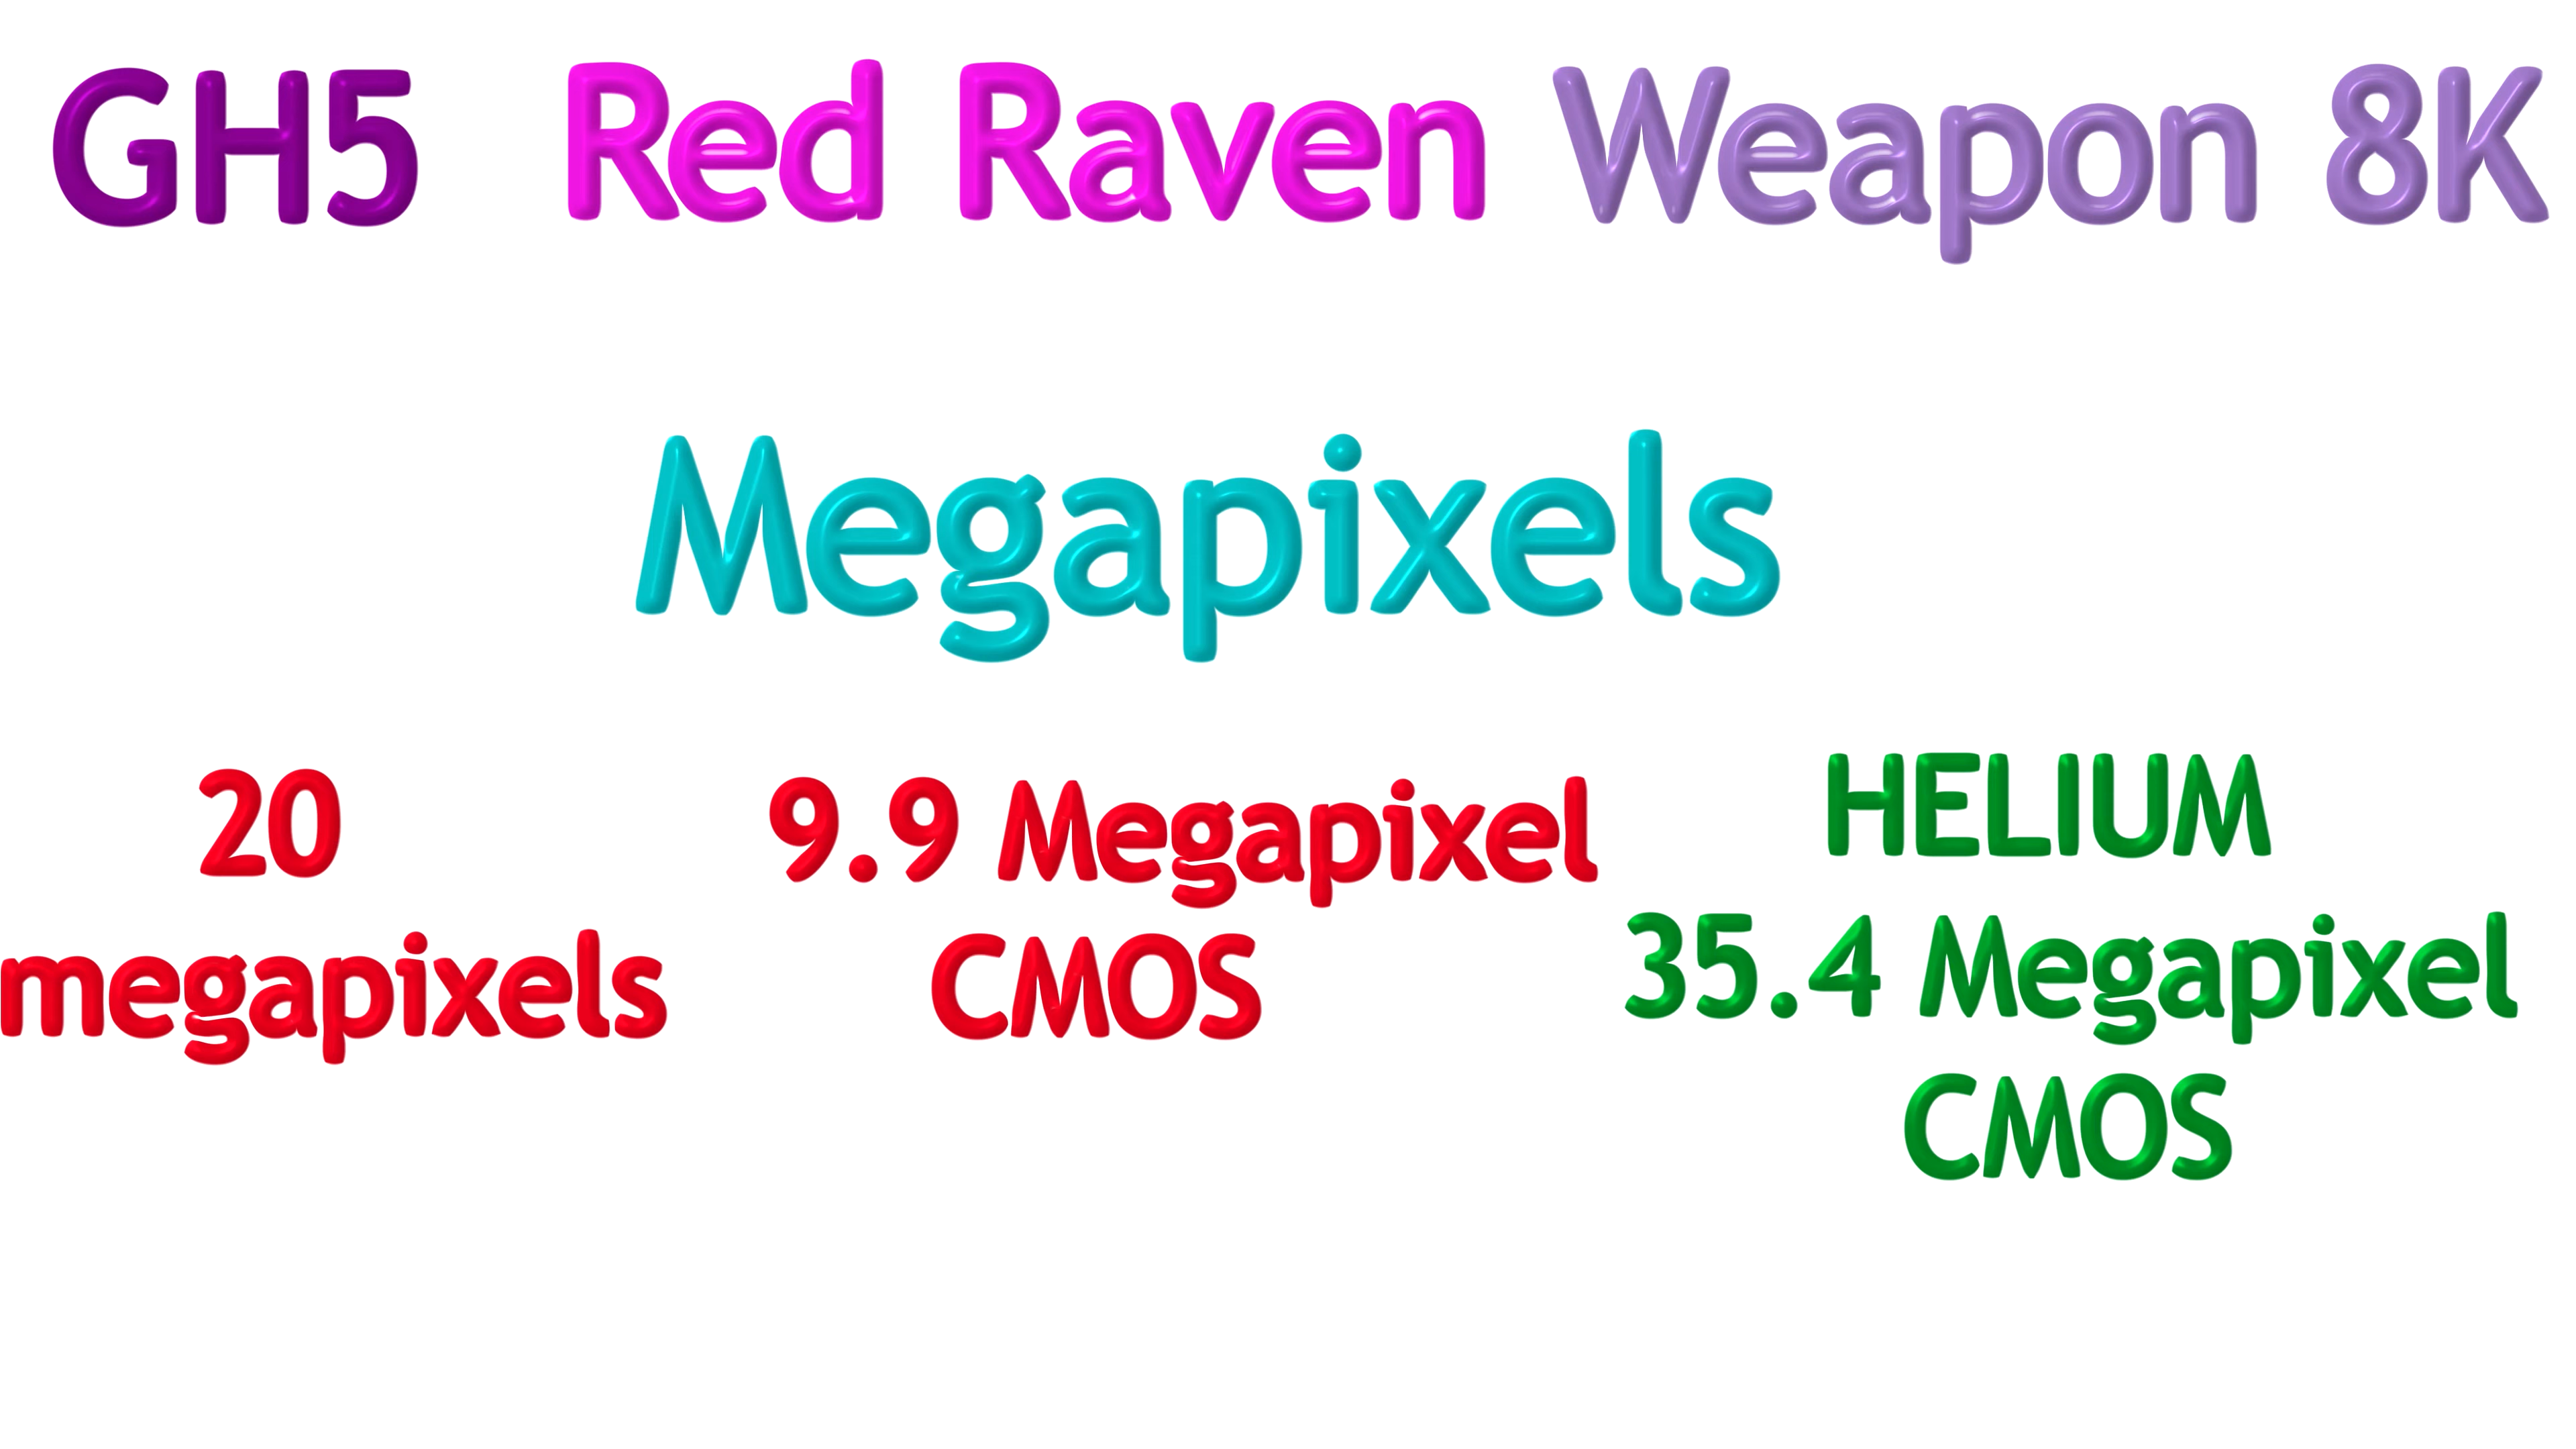 GH5 Red Raven Weapon 8K
Megapixels
20
megapixels
9.9 Megapixel
CMOS
HELIUM
35.4 Megapixel
CMOS